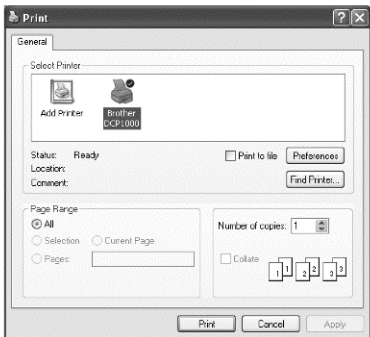 Print
General
Select Printer
Add Printer
Brother
DCP1000
Status: Ready
Location:
Comment:
Print to file
Preferences
Find Printer...
Page Range
All
Selection
Current Page
Pages:
Number of copies: 1
Collate
1 1 2 2 3 3
Print
Cancel
Apply